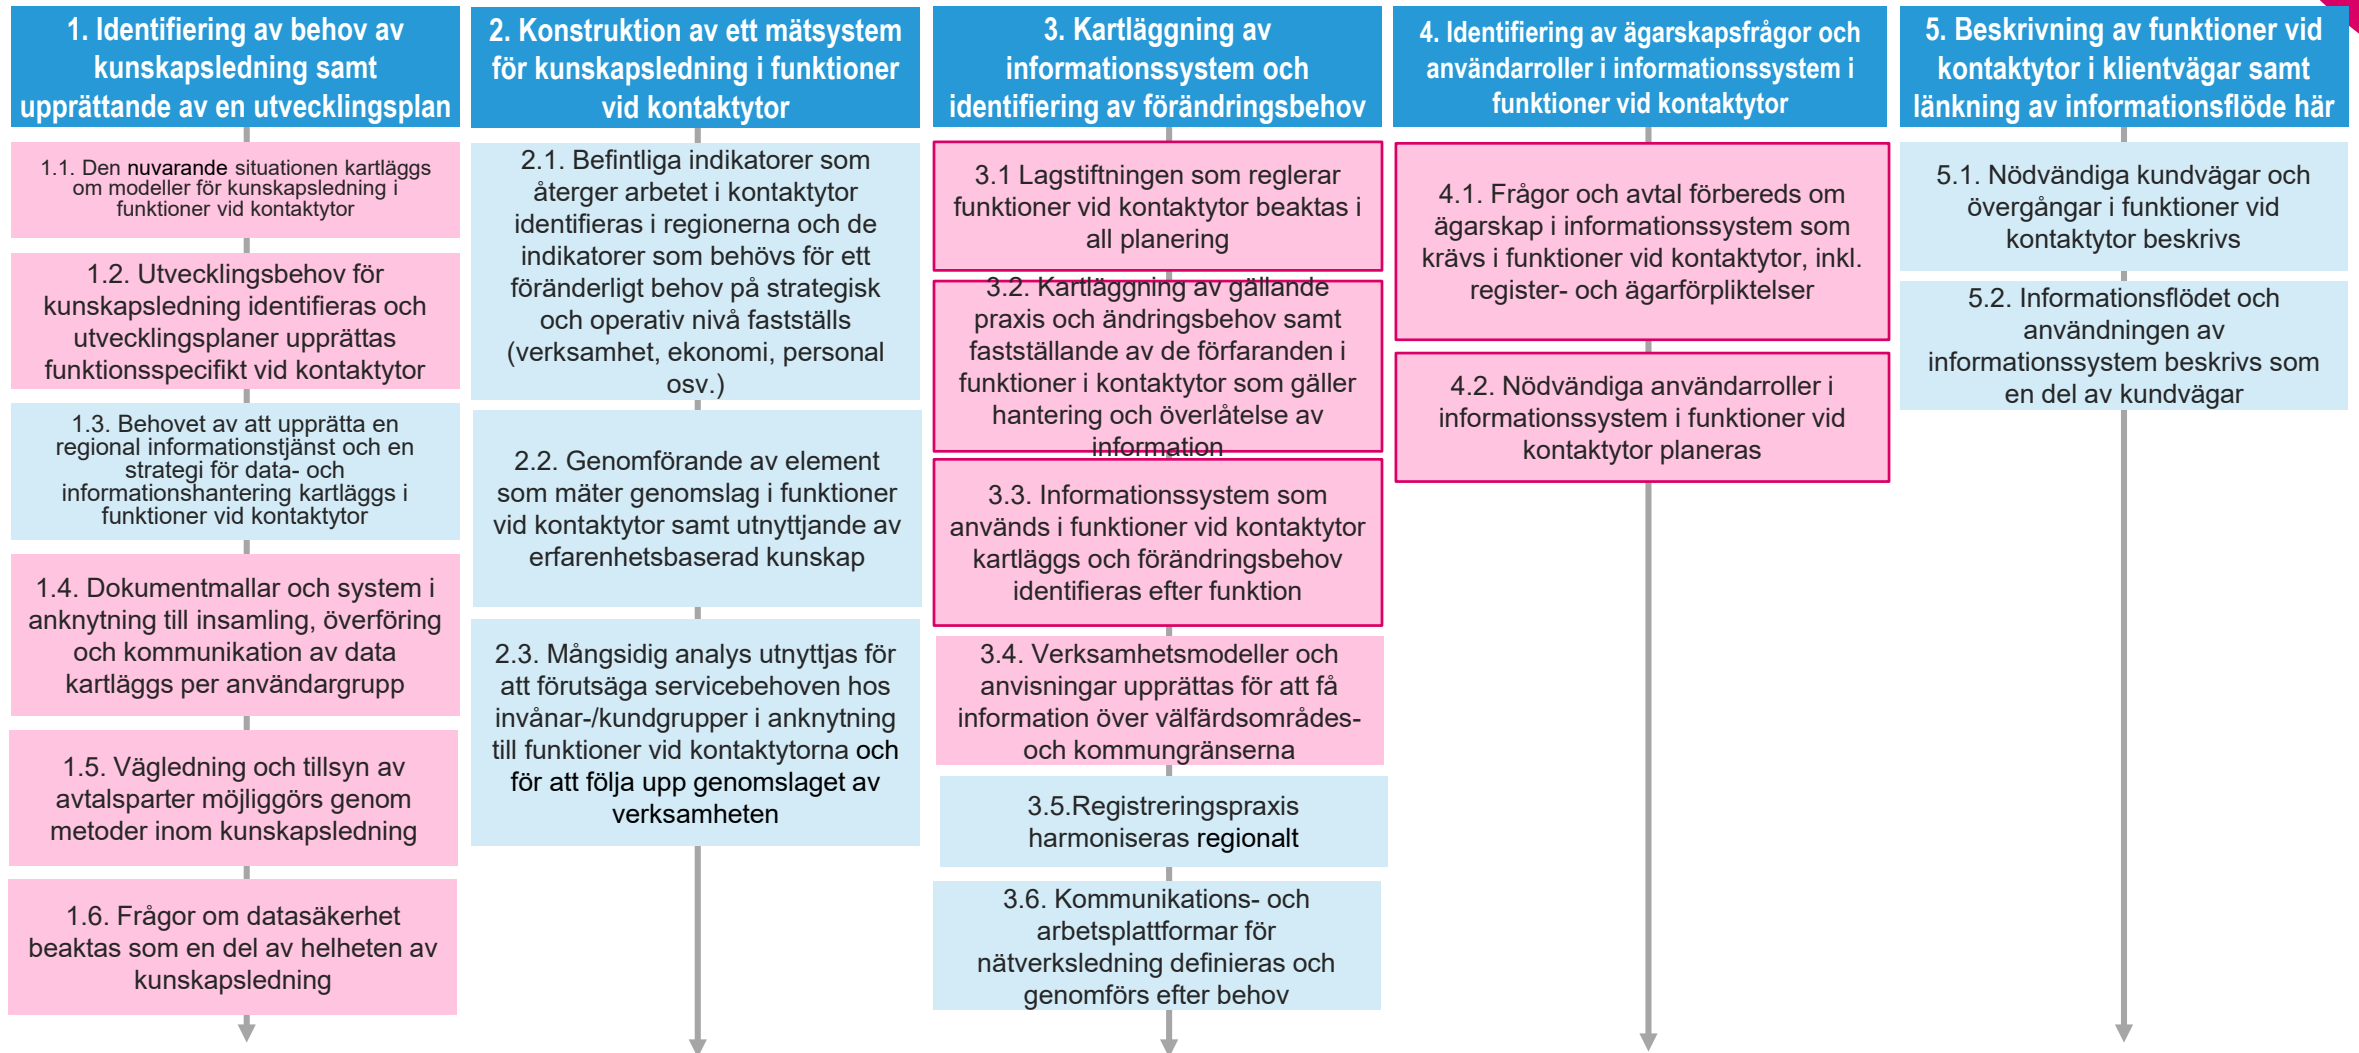 1. Identifiering av behov av
kunskapsledning samt
upprättande av en utvecklingsplan
1.1. Den nuvarande situationen kartläggs
om modeller för kunskapsledning i
funktioner vid kontaktytor
1.2. Utvecklingsbehov för
kunskapsledning identifieras och
utvecklingsplaner upprättas
funktionsspecifikt vid kontaktytor
1.3. Behovet av att upprätta en
regional informationstjänst och en
strategi för data- och
informationshantering kartläggs i
funktioner vid kontaktytor
1.4. Dokumentmallar och system i
anknytning till insamling, överföring
och kommunikation av data
kartläggs per användargrupp
1.5. Vägledning och tillsyn av
avtalsparter möjliggörs genom
metoder inom kunskapsledning
1.6. Frågor om datasäkerhet
beaktas som en del av helheten av
kunskapsledning
2. Konstruktion av ett mätsystem
för kunskapsledning i funktioner
vid kontaktytor
2.1. Befintliga indikatorer som
återger arbetet i kontaktytor
identifieras i regionerna och de
indikatorer som behövs för ett
föränderligt behov på strategisk
och operativ nivå fastställs
(verksamhet, ekonomi, personal
osv.)
2.2. Genomförande av element
som mäter genomslag i funktioner
vid kontaktytor samt utnyttjande av
erfarenhetsbaserad kunskap
2.3. Mångsidig analys utnyttjas för
att förutsäga servicebehoven hos
invånar-/kundgrupper i anknytning
till funktioner vid kontaktytorna och
för att följa upp genomslaget av
verksamheten
3. Kartläggning av
informationssystem och
identifiering av förändringsbehov
3.1 Lagstiftningen som reglerar
funktioner vid kontaktytor beaktas i
all planering
3.2. Kartläggning av gällande
praxis och ändringsbehov samt
fastställande av de förfaranden i
funktioner i kontaktytor som gäller
hantering och överlåtelse av
information
3.3. Informationssystem som
används i funktioner vid kontaktytor
kartläggs och förändringsbehov
identifieras efter funktion
3.4. Verksamhetsmodeller och
anvisningar upprättas för att få
information över välfärdsområdes-
och kommungränserna
3.5.Registreringspraxis
harmoniseras regionalt
3.6. Kommunikations- och
arbetsplattformar för
nätverksledning definieras och
genomförs efter behov
4. Identifiering av ägarskapsfrågor och
användarroller i informationssystem i
funktioner vid kontaktytor
4.1. Frågor och avtal förbereds om
ägarskap i informationssystem som
krävs i funktioner vid kontaktytor, inkl.
register- och ägarförpliktelser
4.2. Nödvändiga användarroller i
informationssystem i funktioner vid
kontaktytor planeras
5. Beskrivning av funktioner vid
kontaktytor i klientvägar samt
länkning av informationsflöde här
5.1. Nödvändiga kundvägar och
övergångar i funktioner vid
kontaktytor beskrivs
5.2. Informationsflödet och
användningen av
informationssystem beskrivs som
en del av kundvägar